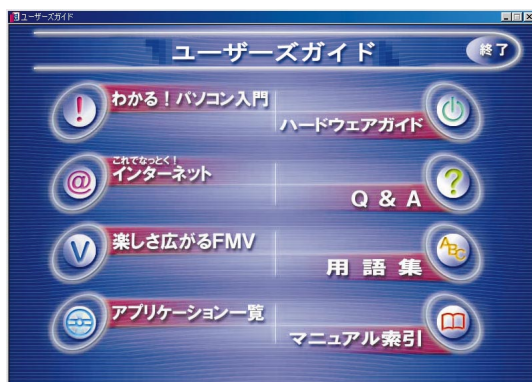 ユーザーズガイド
ユーザーズガイド
終了
!
わかる！パソコン入門
ハードウェアガイド
@
これでなっとく！
インターネット
?
Q & A
V
楽しさ広がるFMV
ABC
用語集
アプリケーション一覧
マニュアル索引